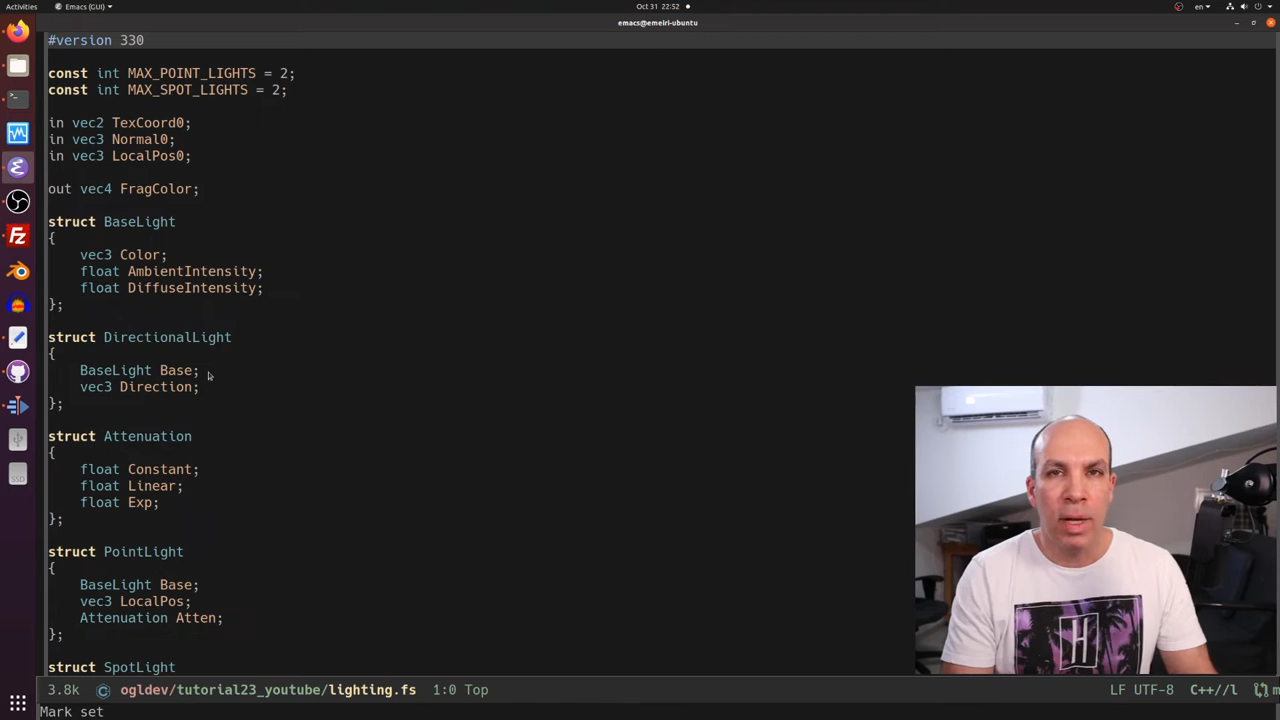 Activities
Emacs (GUI)
Oct 31 22:52
en
emacs@emeiri-ubuntu
#version 330
const int MAX_POINT_LIGHTS = 2;
const int MAX_SPOT_LIGHTS = 2;
in vec2 TexCoord0;
in vec3 Normal0;
in vec3 LocalPos0;
out vec4 FragColor;
struct BaseLight
{
    vec3 Color;
    float AmbientIntensity;
    float DiffuseIntensity;
};
struct DirectionalLight
{
    BaseLight Base;
    vec3 Direction;
};
struct Attenuation
{
    float Constant;
    float Linear;
    float Exp;
};
struct PointLight
{
    BaseLight Base;
    vec3 LocalPos;
    Attenuation Atten;
};
struct SpotLight
3.8k ogldev/tutorial23_youtube/lighting.fs 1:0 Top LF UTF-8 C++//l
Mark set
Fz
SSD
H